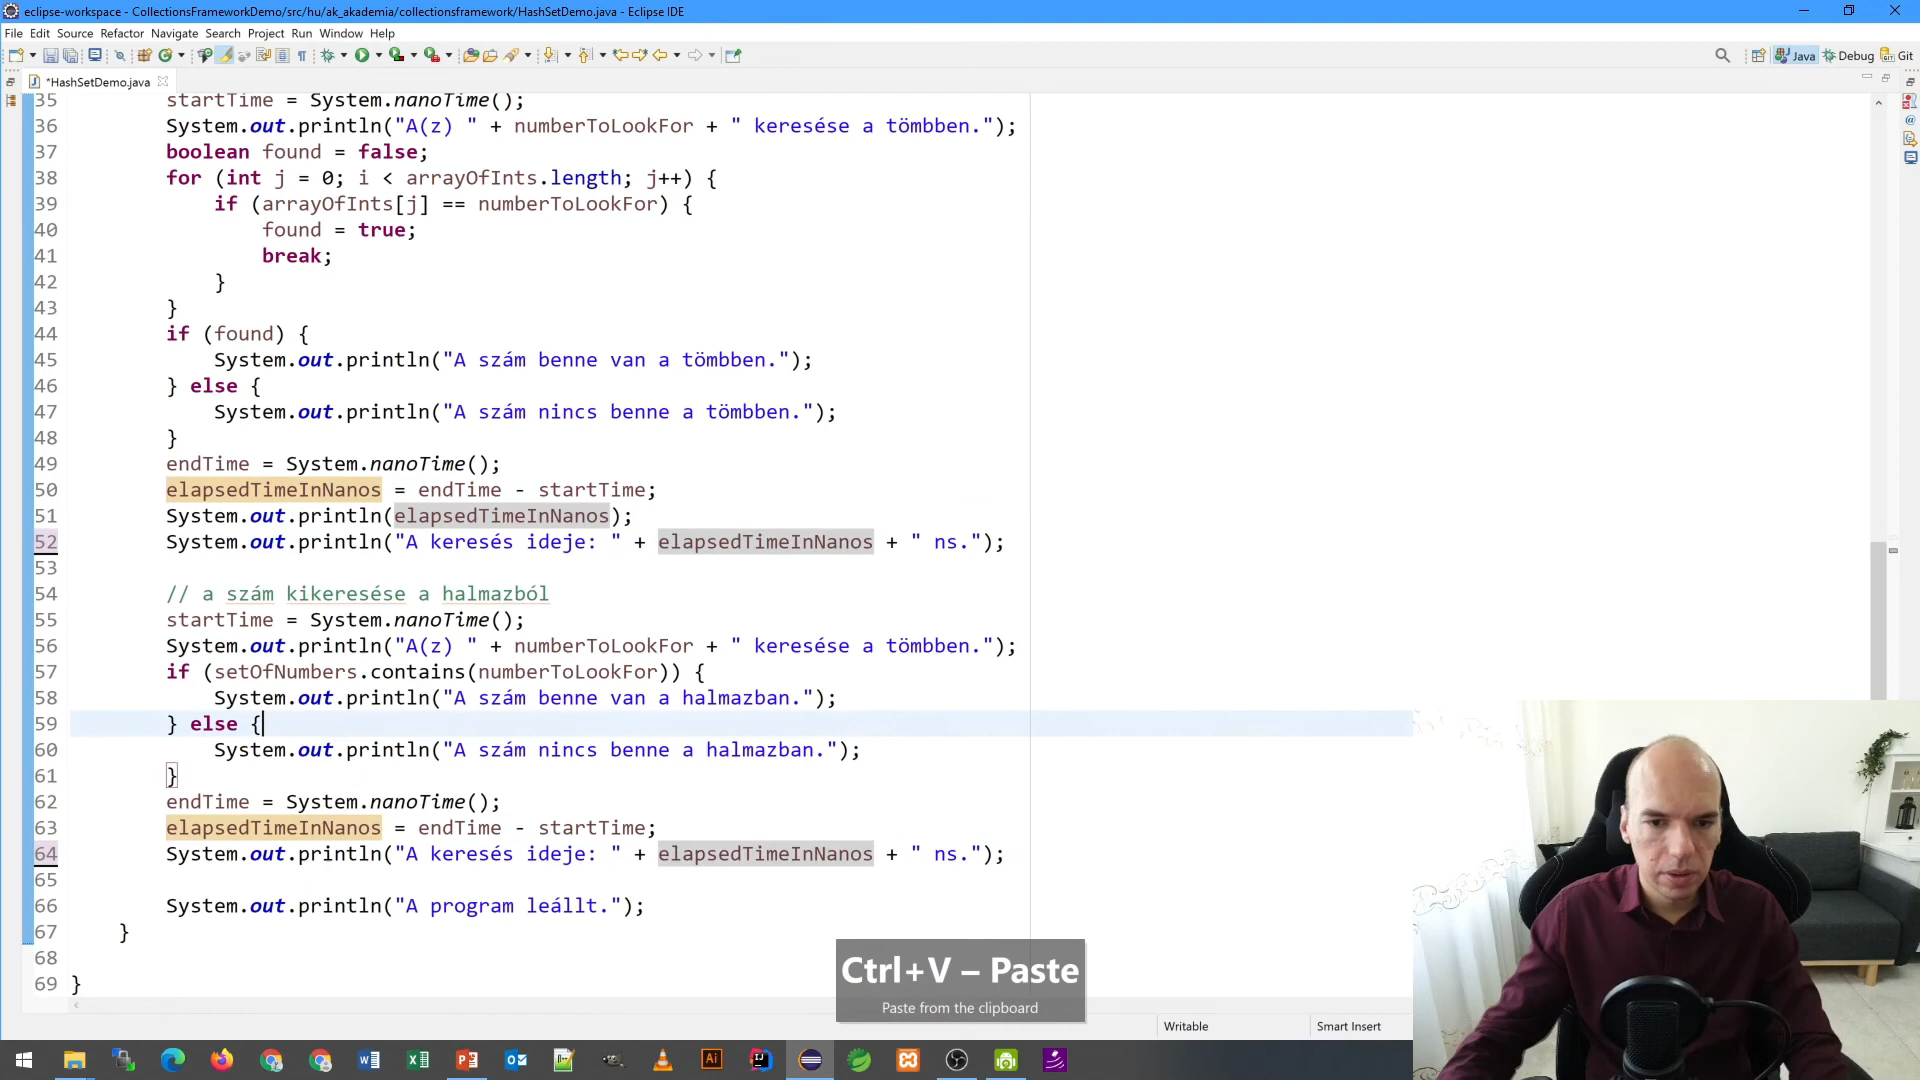 eclipse-workspace - CollectionsFrameworkDemo/src/hu/ak_akademia/collectionsframework/HashSetDemo.java - Eclipse IDE
File Edit Source Refactor Navigate Search Project Run Window Help
Java Debug Git
*HashSetDemo.java
35 startTime = System.nanoTime();
36 System.out.println("A(z) " + numberToLookFor + " keresése a tömbben.");
37 boolean found = false;
38 for (int j = 0; i < arrayOfInts.length; j++) {
39 if (arrayOfInts[j] == numberToLookFor) {
40 found = true;
41 break;
42 }
43 }
44 if (found) {
45 System.out.println("A szám benne van a tömbben.");
46 } else {
47 System.out.println("A szám nincs benne a tömbben.");
48 }
49 endTime = System.nanoTime();
50 elapsedTimeInNanos = endTime - startTime;
51 System.out.println(elapsedTimeInNanos);
52 System.out.println("A keresés ideje: " + elapsedTimeInNanos + " ns.");
53
54 // a szám kikeresése a halmazból
55 startTime = System.nanoTime();
56 System.out.println("A(z) " + numberToLookFor + " keresése a tömbben.");
57 if (setOfNumbers.contains(numberToLookFor)) {
58 System.out.println("A szám benne van a halmazban.");
59 } else {
60 System.out.println("A szám nincs benne a halmazban.");
61 }
62 endTime = System.nanoTime();
63 elapsedTimeInNanos = endTime - startTime;
64 System.out.println("A keresés ideje: " + elapsedTimeInNanos + " ns.");
65
66 System.out.println("A program leállt.");
67 }
68
69 }
Ctrl+V – Paste
Paste from the clipboard
Writable Smart Insert
Ai